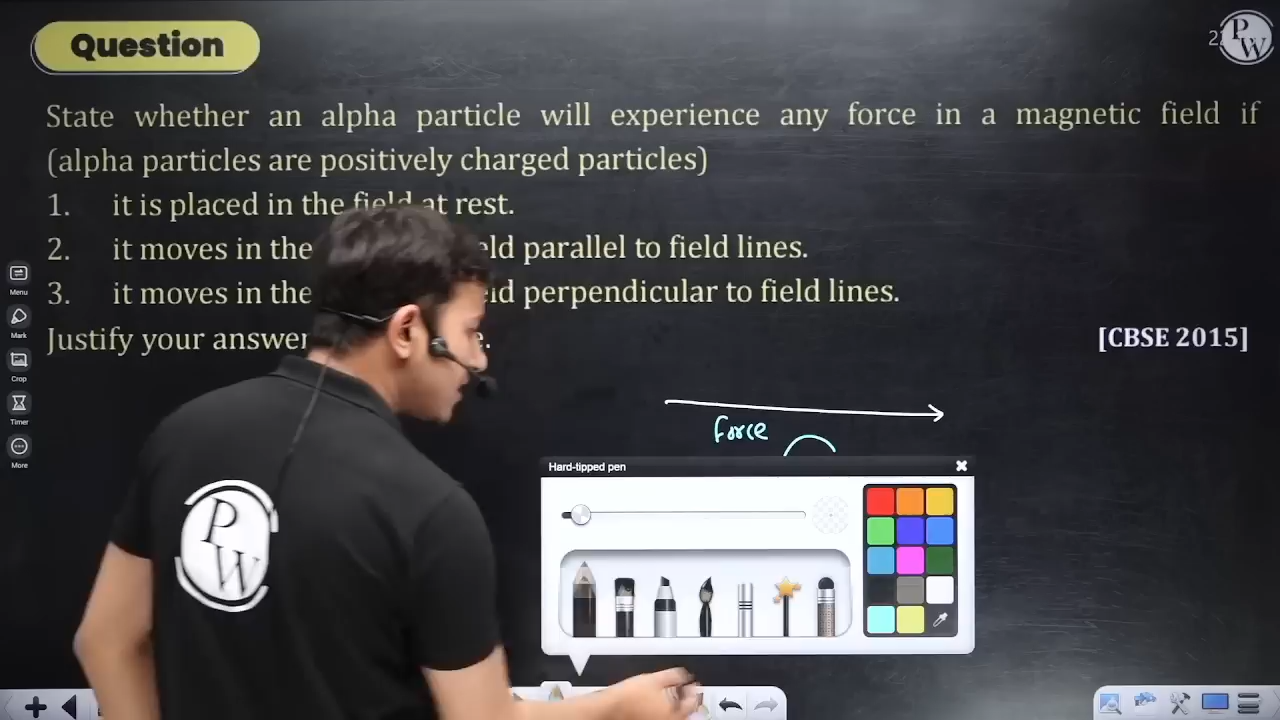 Question
State whether an alpha particle will experience any force in a magnetic field if
(alpha particles are positively charged particles)
1. it is placed in the field at rest.
2. it moves in the eld parallel to field lines.
3. it moves in the eld perpendicular to field lines.
Justify your answer e.
[CBSE 2015]
Force
Hard-tipped pen
Menu
Mark
Crop
Timer
More
PW
PW